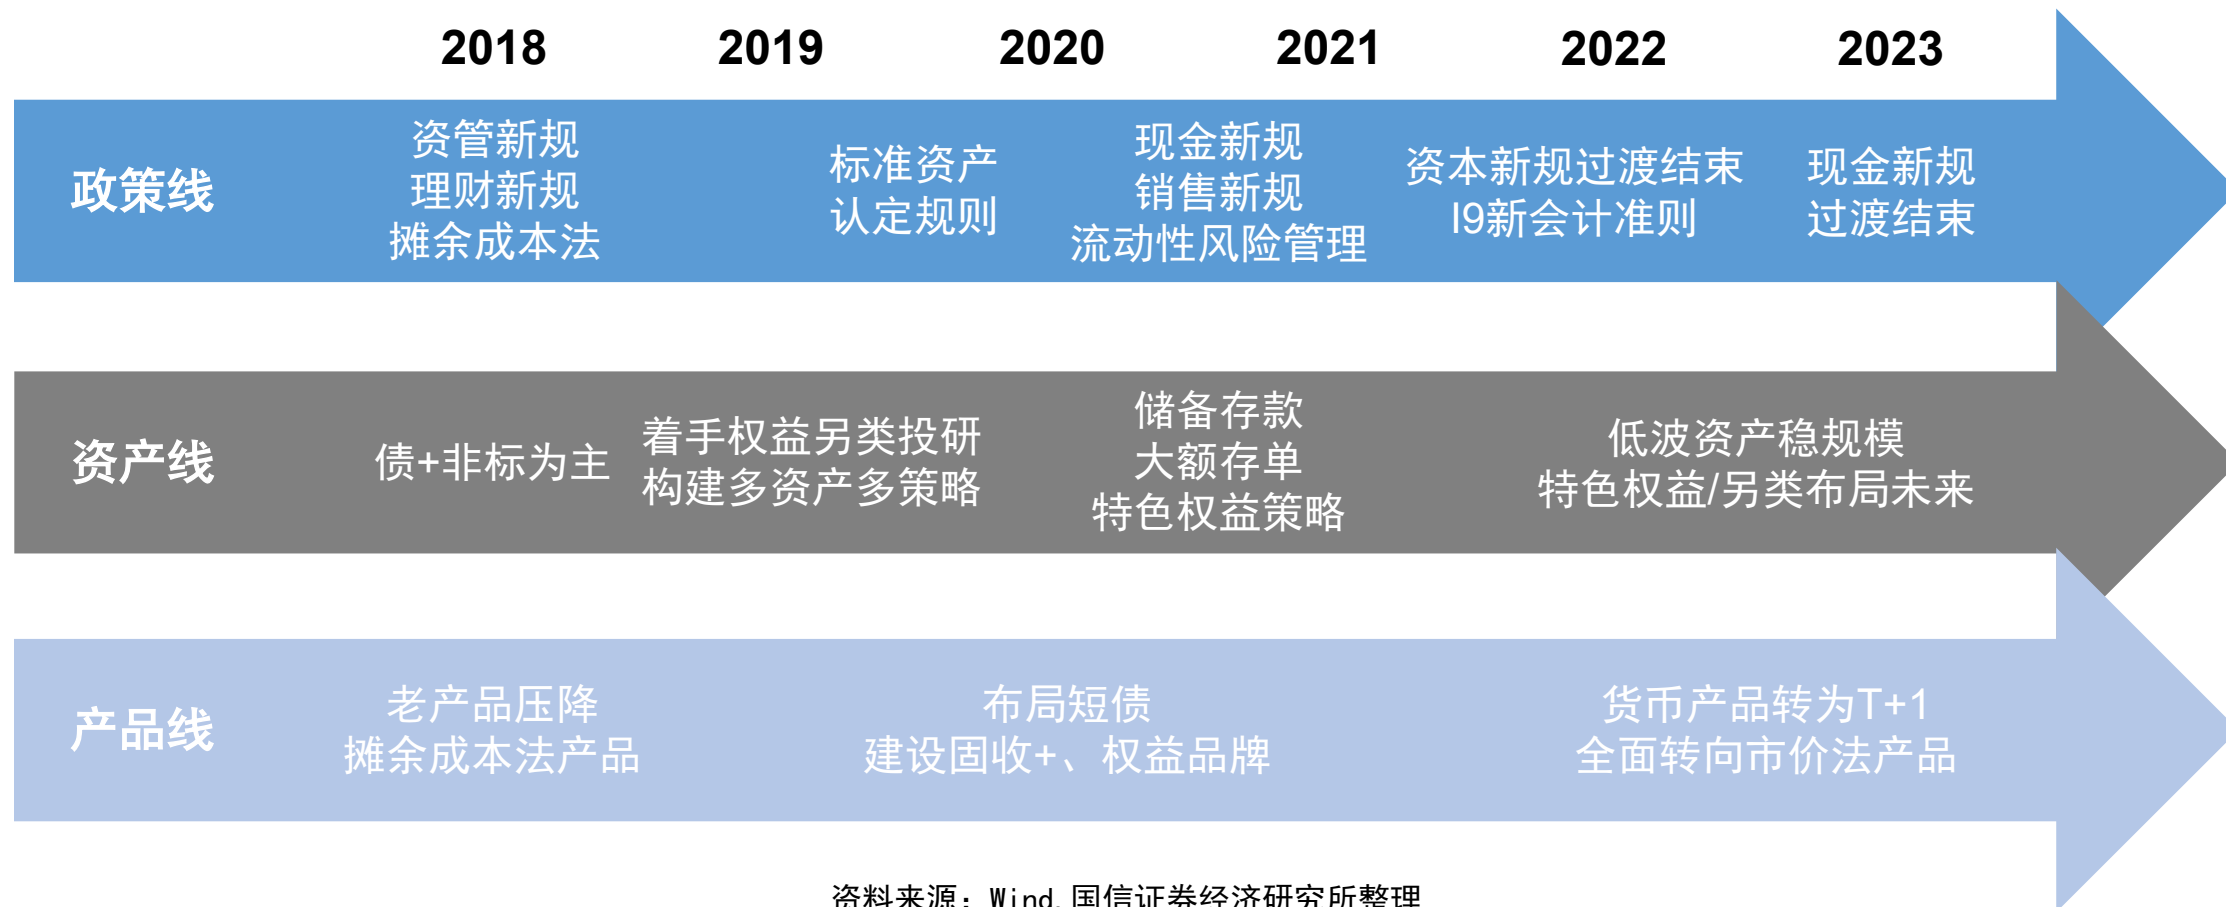 2018 2019 2020 2021 2022 2023
政策线
资管新规
理财新规
摊余成本法
标准资产
认定规则
现金新规
销售新规
流动性风险管理
资本新规过渡结束
I9新会计准则
现金新规
过渡结束
资产线
债+非标为主
着手权益另类投研
构建多资产多策略
储备存款
大额存单
特色权益策略
低波资产稳规模
特色权益/另类布局未来
产品线
老产品压降
摊余成本法产品
布局短债
建设固收+、权益品牌
货币产品转为T+1
全面转向市价法产品
资料来源：Wind,国信证券经济研究所整理